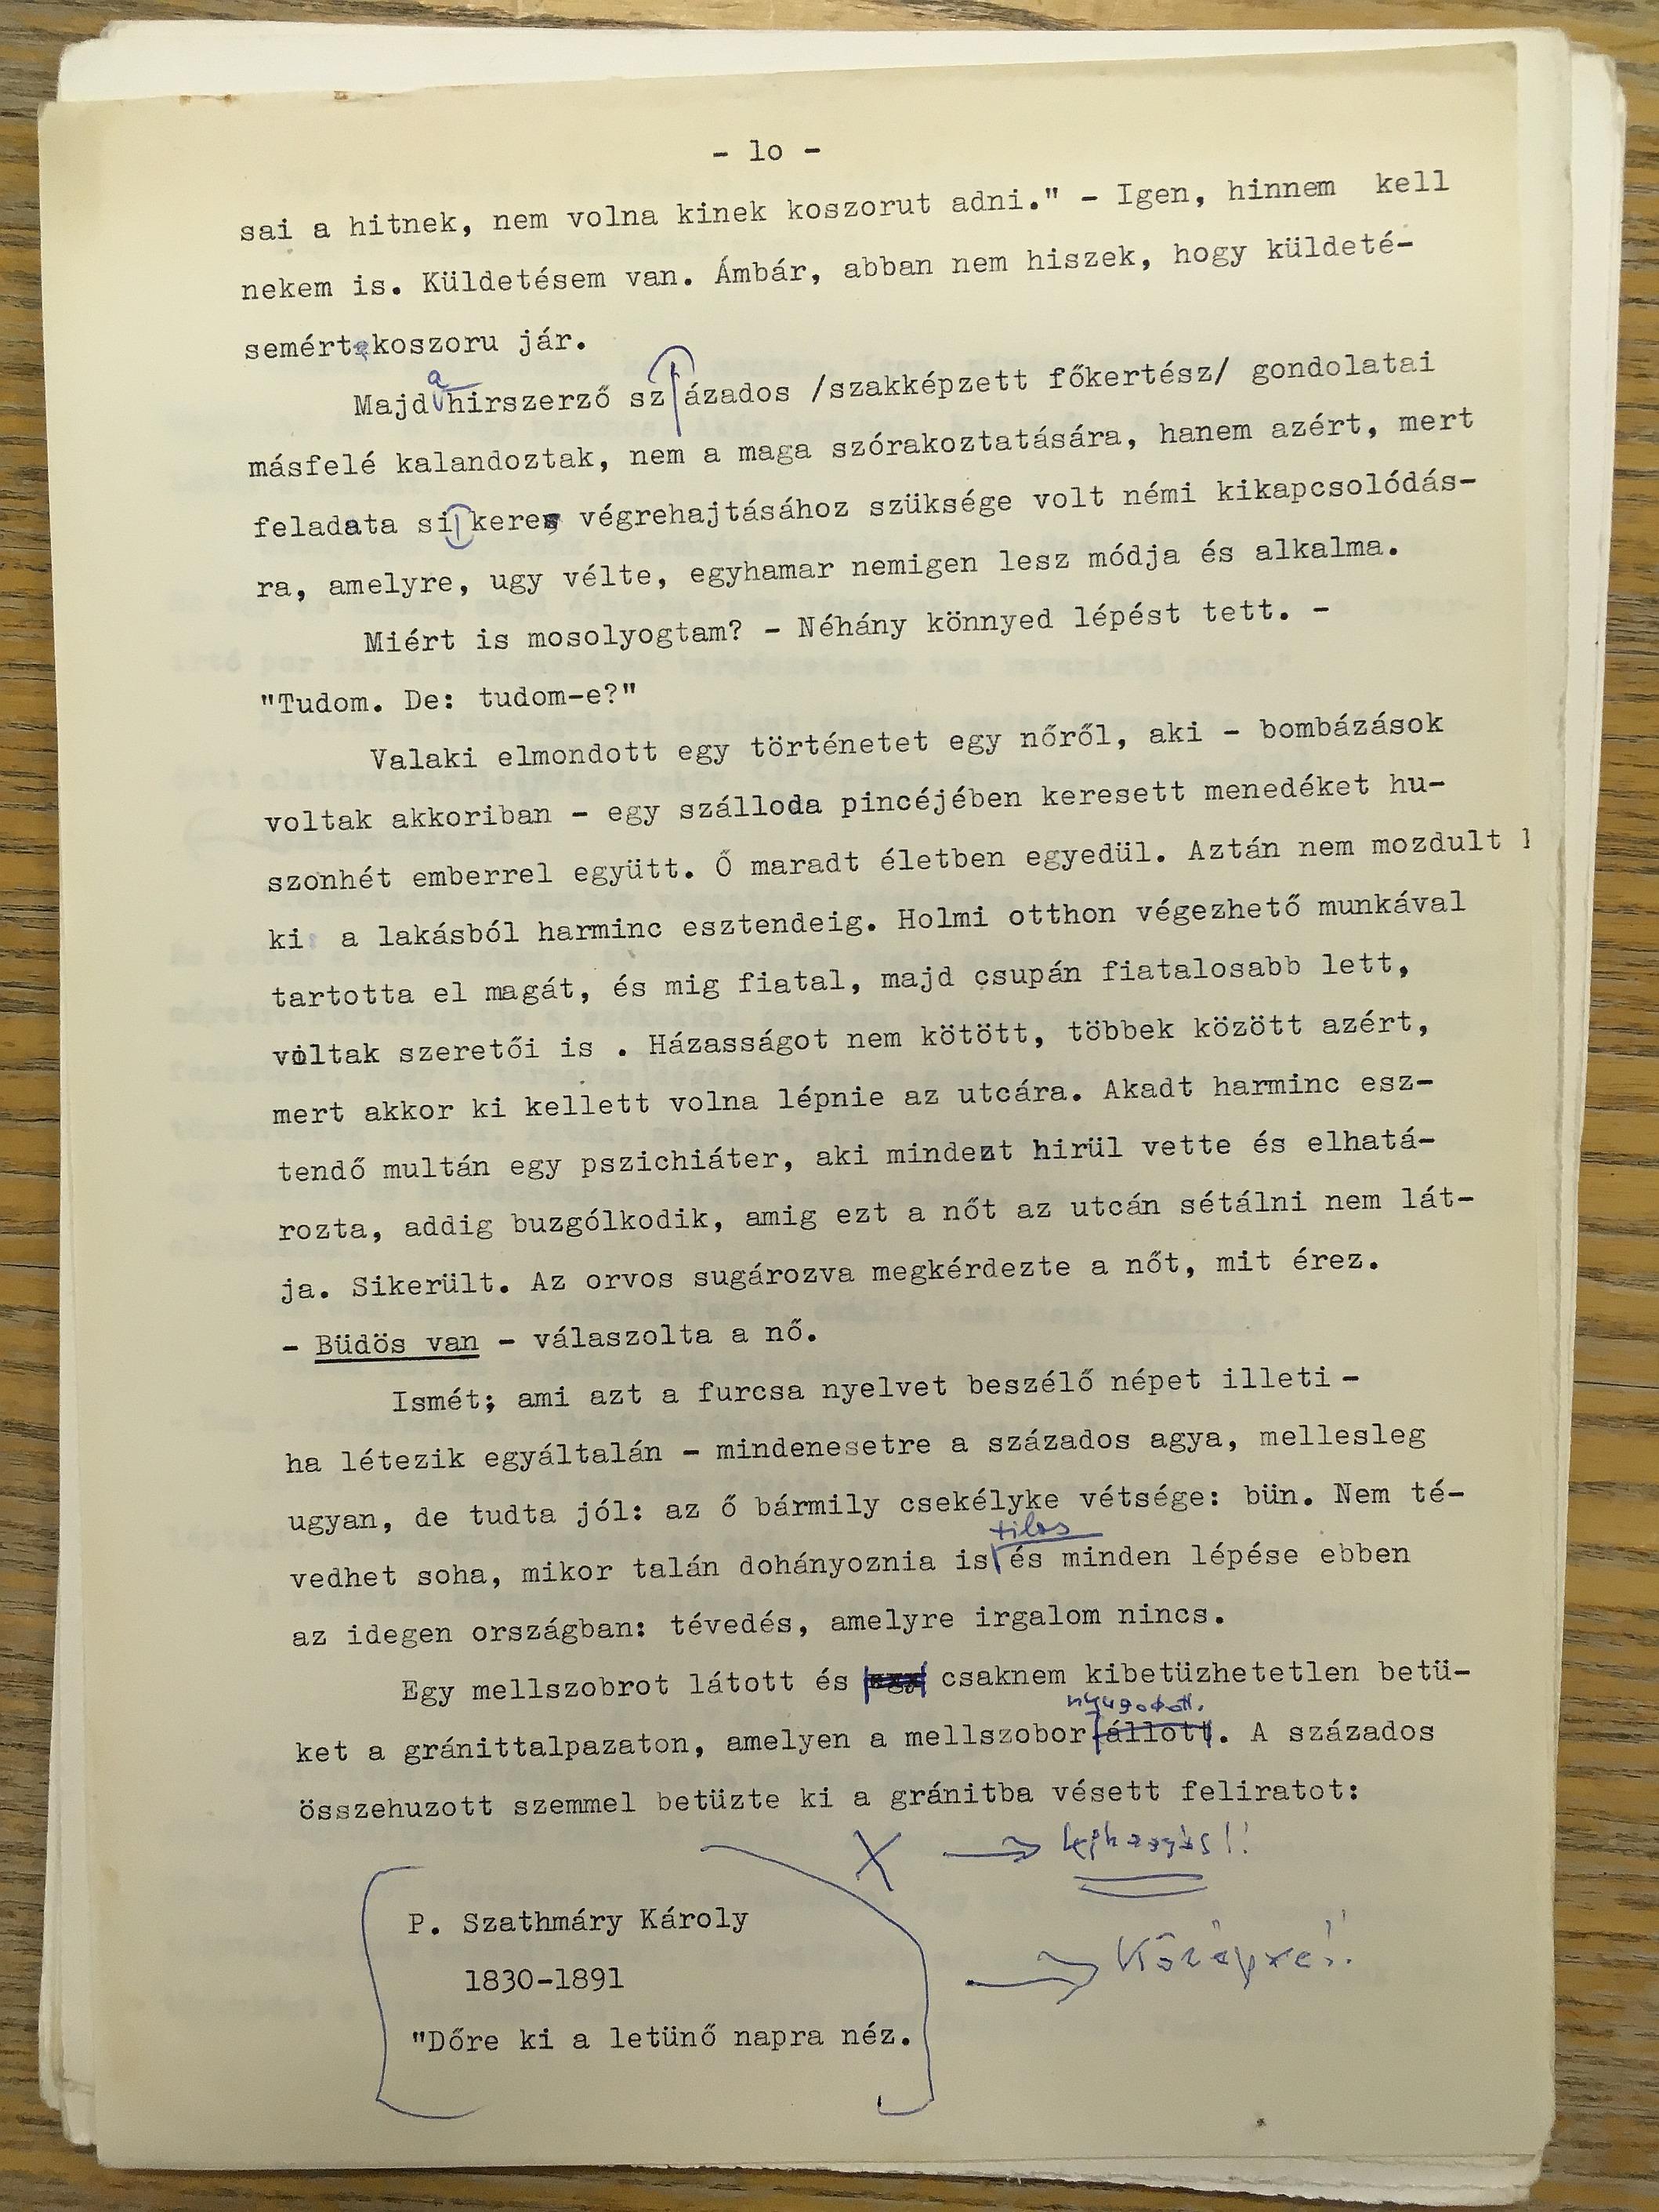 - lo -
sai a hitnek, nem volna kinek koszorut adni." - Igen, hinnem kell
nekem is. Küldetésem van. Ámbár, abban nem hiszek, hogy küldeté-
semért koszoru jár.
a
Majd hirszerző százados /szakképzett főkertész/ gondolatai
másfelé kalandoztak, nem a maga szórakoztatására, hanem azért, mert
feladata sikeres végrehajtásához szüksége volt némi kikapcsolódás-
ra, amelyre, ugy vélte, egyhamar nemigen lesz módja és alkalma.
Miért is mosolyogtam? - Néhány könnyed lépést tett. -
"Tudom. De: tudom-e?"
Valaki elmondott egy történetet egy nőről, aki - bombázások
voltak akkoriban - egy szálloda pincéjében keresett menedéket hu-
szonhét emberrel együtt. Ő maradt életben egyedül. Aztán nem mozdult
ki a lakásból harminc esztendeig. Holmi otthon végezhető munkával
tartotta el magát, és mig fiatal, majd csupán fiatalosabb lett,
voltak szeretői is . Házasságot nem kötött, többek között azért,
mert akkor ki kellett volna lépnie az utcára. Akadt harminc esz-
tendő multán egy pszichiáter, aki mindezt hirül vette és elhatá-
rozta, addig buzgólkodik, amig ezt a nőt az utcán sétálni nem lát-
ja. Sikerült. Az orvos sugározva megkérdezte a nőt, mit érez.
- Büdös van - válaszolta a nő.
Ismét; ami azt a furcsa nyelvet beszélő népet illeti -
ha létezik egyáltalán - mindenesetre a százados agya, mellesleg
ugyan, de tudta jól: az ő bármily csekélyke vétsége: bün. Nem té-
tilos
vedhet soha, mikor talán dohányoznia is és minden lépése ebben
az idegen országban: tévedés, amelyre irgalom nincs.
Egy mellszobrot látott és csaknem kibetüzhetetlen betü-
nyugodott.
ket a gránittalpazaton, amelyen a mellszobor állott. A százados
összehuzott szemmel betüzte ki a gránitba vésett feliratot:
X →
P. Szathmáry Károly
→ Középre!!
1830-1891
"Dőre ki a letünő napra néz.